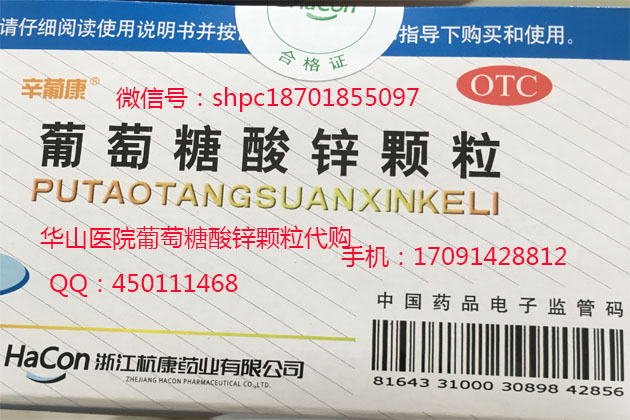 请仔细阅读使用说明书并按
指导下购买和使用。
HaCon
合格证
辛葡康®
微信号：shpc18701855097
OTC
葡萄糖酸锌颗粒
PUTAOTANGSUANXINKELI
华山医院葡萄糖酸锌颗粒代购
手机：17091428812
QQ：450111468
中国药品电子监管码
HaCon 浙江杭康药业有限公司
ZHEJIANG HACON PHARMACEUTICAL CO.,LTD.
81643 31000 30898 42856